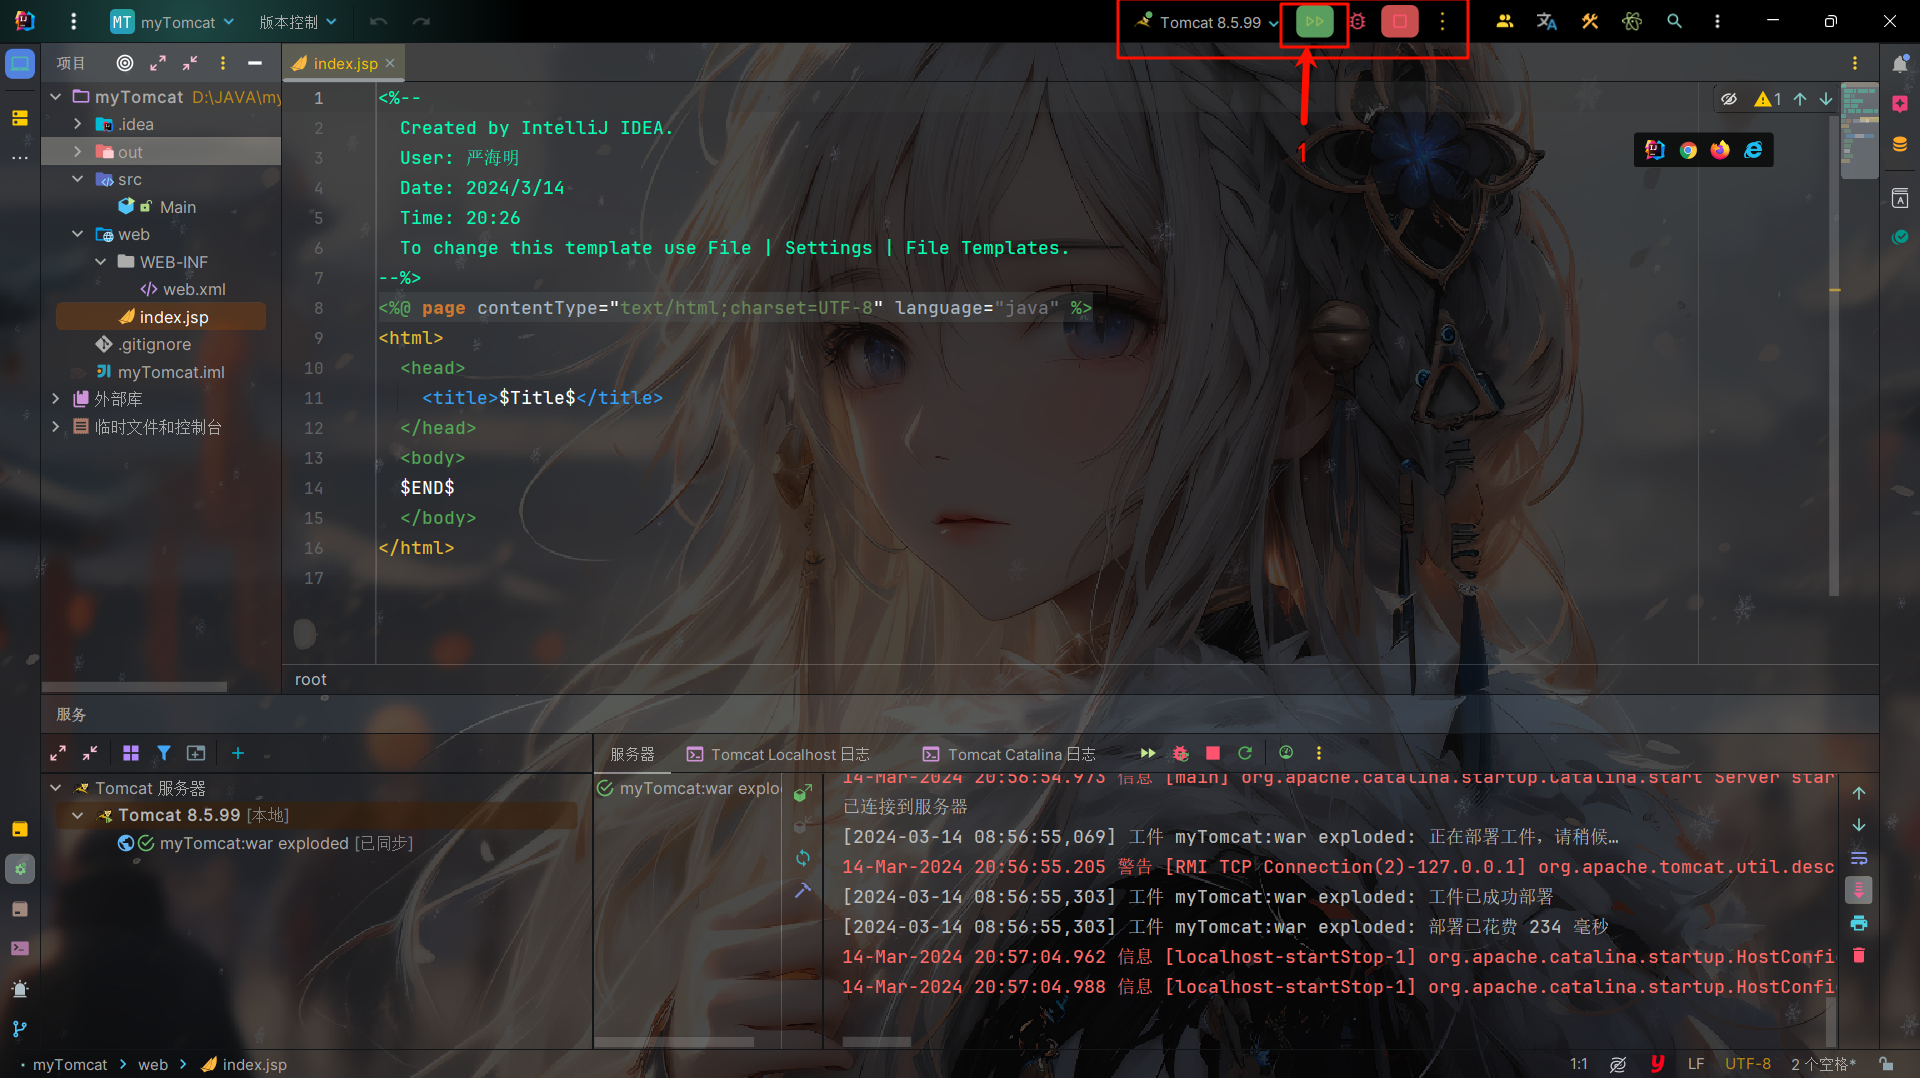 MT myTomcat 版本控制 Tomcat 8.5.99
项目 index.jsp
myTomcat D:\JAVA\my
.idea
out
src
Main
web
WEB-INF
web.xml
index.jsp
.gitignore
myTomcat.iml
外部库
临时文件和控制台
1 <%--
2 Created by IntelliJ IDEA.
3 User: 严海明
4 Date: 2024/3/14
5 Time: 20:26
6 To change this template use File | Settings | File Templates.
7 --%>
8 <%@ page contentType="text/html;charset=UTF-8" language="java" %>
9 <html>
10 <head>
11 <title>$Title$</title>
12 </head>
13 <body>
14 $END$
15 </body>
16 </html>
17
1
1
root
服务
服务器 Tomcat Localhost 日志 Tomcat Catalina 日志
Tomcat 服务器
Tomcat 8.5.99 [本地]
myTomcat:war exploded [已同步]
myTomcat:war explo
14-Mar-2024 20:56:54.973 信息 [main] org.apache.catalina.startup.Catalina.start Server star
已连接到服务器
[2024-03-14 08:56:55,069] 工件 myTomcat:war exploded: 正在部署工件，请稍候…
14-Mar-2024 20:56:55.205 警告 [RMI TCP Connection(2)-127.0.0.1] org.apache.tomcat.util.desc
[2024-03-14 08:56:55,303] 工件 myTomcat:war exploded: 工件已成功部署
[2024-03-14 08:56:55,303] 工件 myTomcat:war exploded: 部署已花费 234 毫秒
14-Mar-2024 20:57:04.962 信息 [localhost-startStop-1] org.apache.catalina.startup.HostConfi
14-Mar-2024 20:57:04.988 信息 [localhost-startStop-1] org.apache.catalina.startup.HostConfi
myTomcat > web > index.jsp 1:1 LF UTF-8 2 个空格*